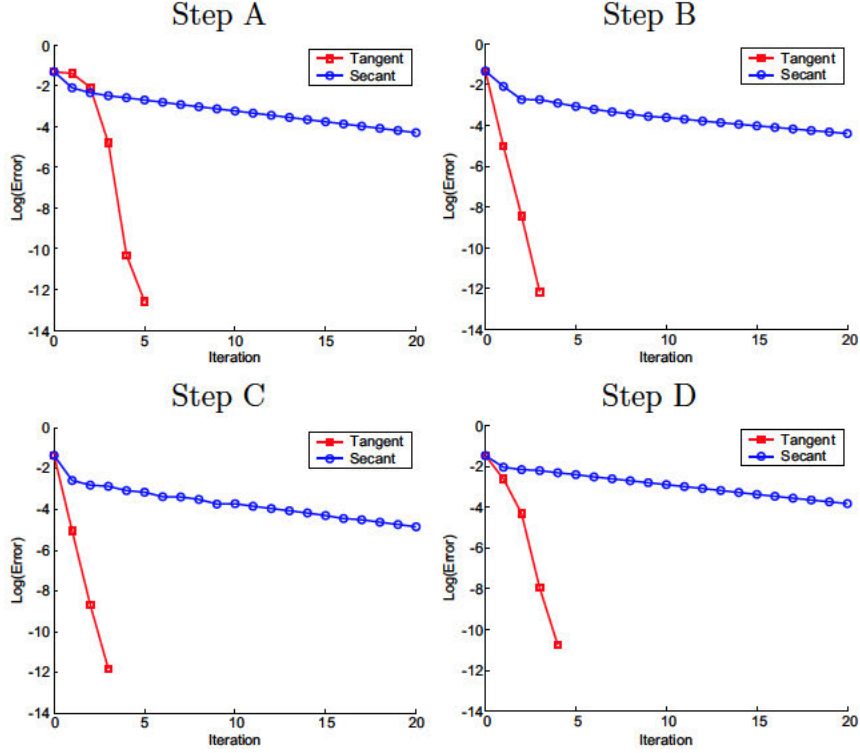 Step A
0
-2
-4
-6
-8
-10
-12
-14
Log(Error)
0
5
10
15
20
Iteration
Tangent
Secant
Step B
0
-2
-4
-6
-8
-10
-12
-14
Log(Error)
0
5
10
15
20
Iteration
Tangent
Secant
Step C
0
-2
-4
-6
-8
-10
-12
-14
Log(Error)
0
5
10
15
20
Iteration
Tangent
Secant
Step D
0
-2
-4
-6
-8
-10
-12
-14
Log(Error)
0
5
10
15
20
Iteration
Tangent
Secant